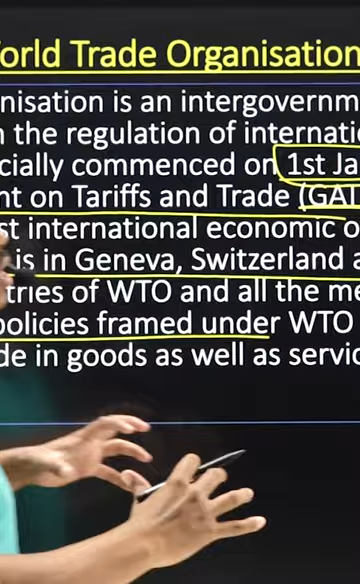 orld Trade Organisation
nisation is an intergovernm
the regulation of internati
cially commenced on 1st Ja
nt on Tariffs and Trade (GA
st international economic o
is in Geneva, Switzerland a
tries of WTO and all the me
policies framed under WTO
de in goods as well as servic